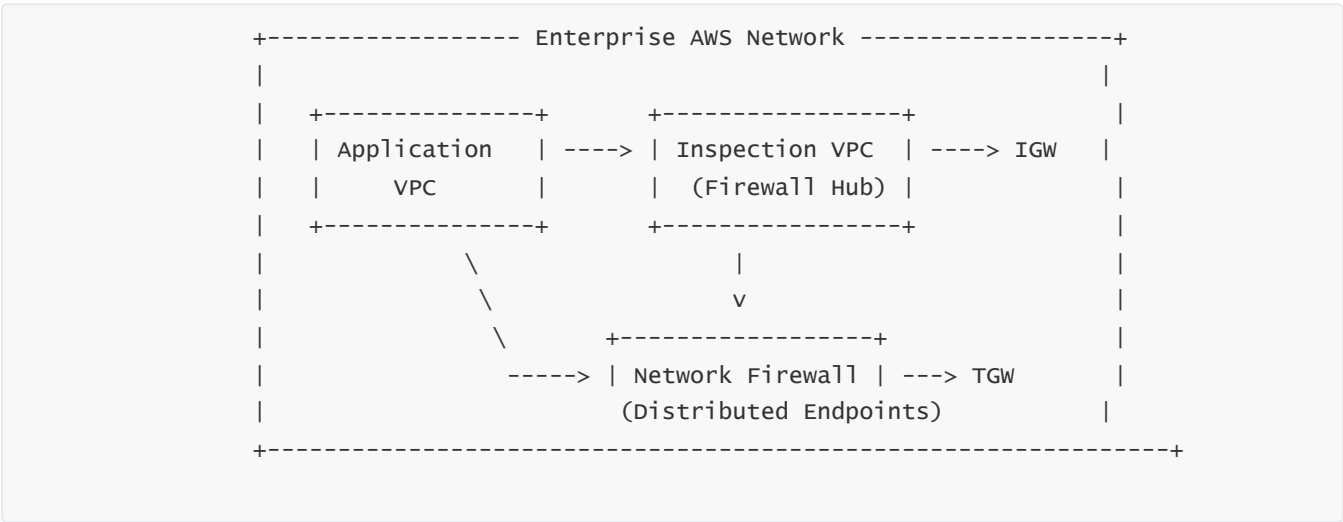 +------------------ Enterprise AWS Network ------------------+
|                                                           |
|   +---------------+       +-----------------+              |
|   | Application   | ----> | Inspection VPC  | ----> IGW   |
|   |     VPC       |       |  (Firewall Hub) |              |
|   +---------------+       +-----------------+              |
|              \                  |                          |
|               \                 v                          |
|                \       +------------------+                |
|                 -----> | Network Firewall | ---> TGW       |
|                         (Distributed Endpoints)           |
+----------------------------------------------------------------+